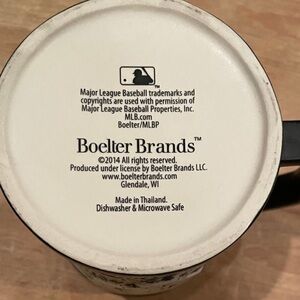 Major League Baseball trademarks and
copyrights are used with permission of
Major League Baseball Properties, Inc.
MLB.com
Boelter/MLBP
Boelter Brands™
©2014 All rights reserved.
Produced under license by Boelter Brands LLC.
www.boelterbrands.com
Glendale, WI
Made in Thailand.
Dishwasher & Microwave Safe